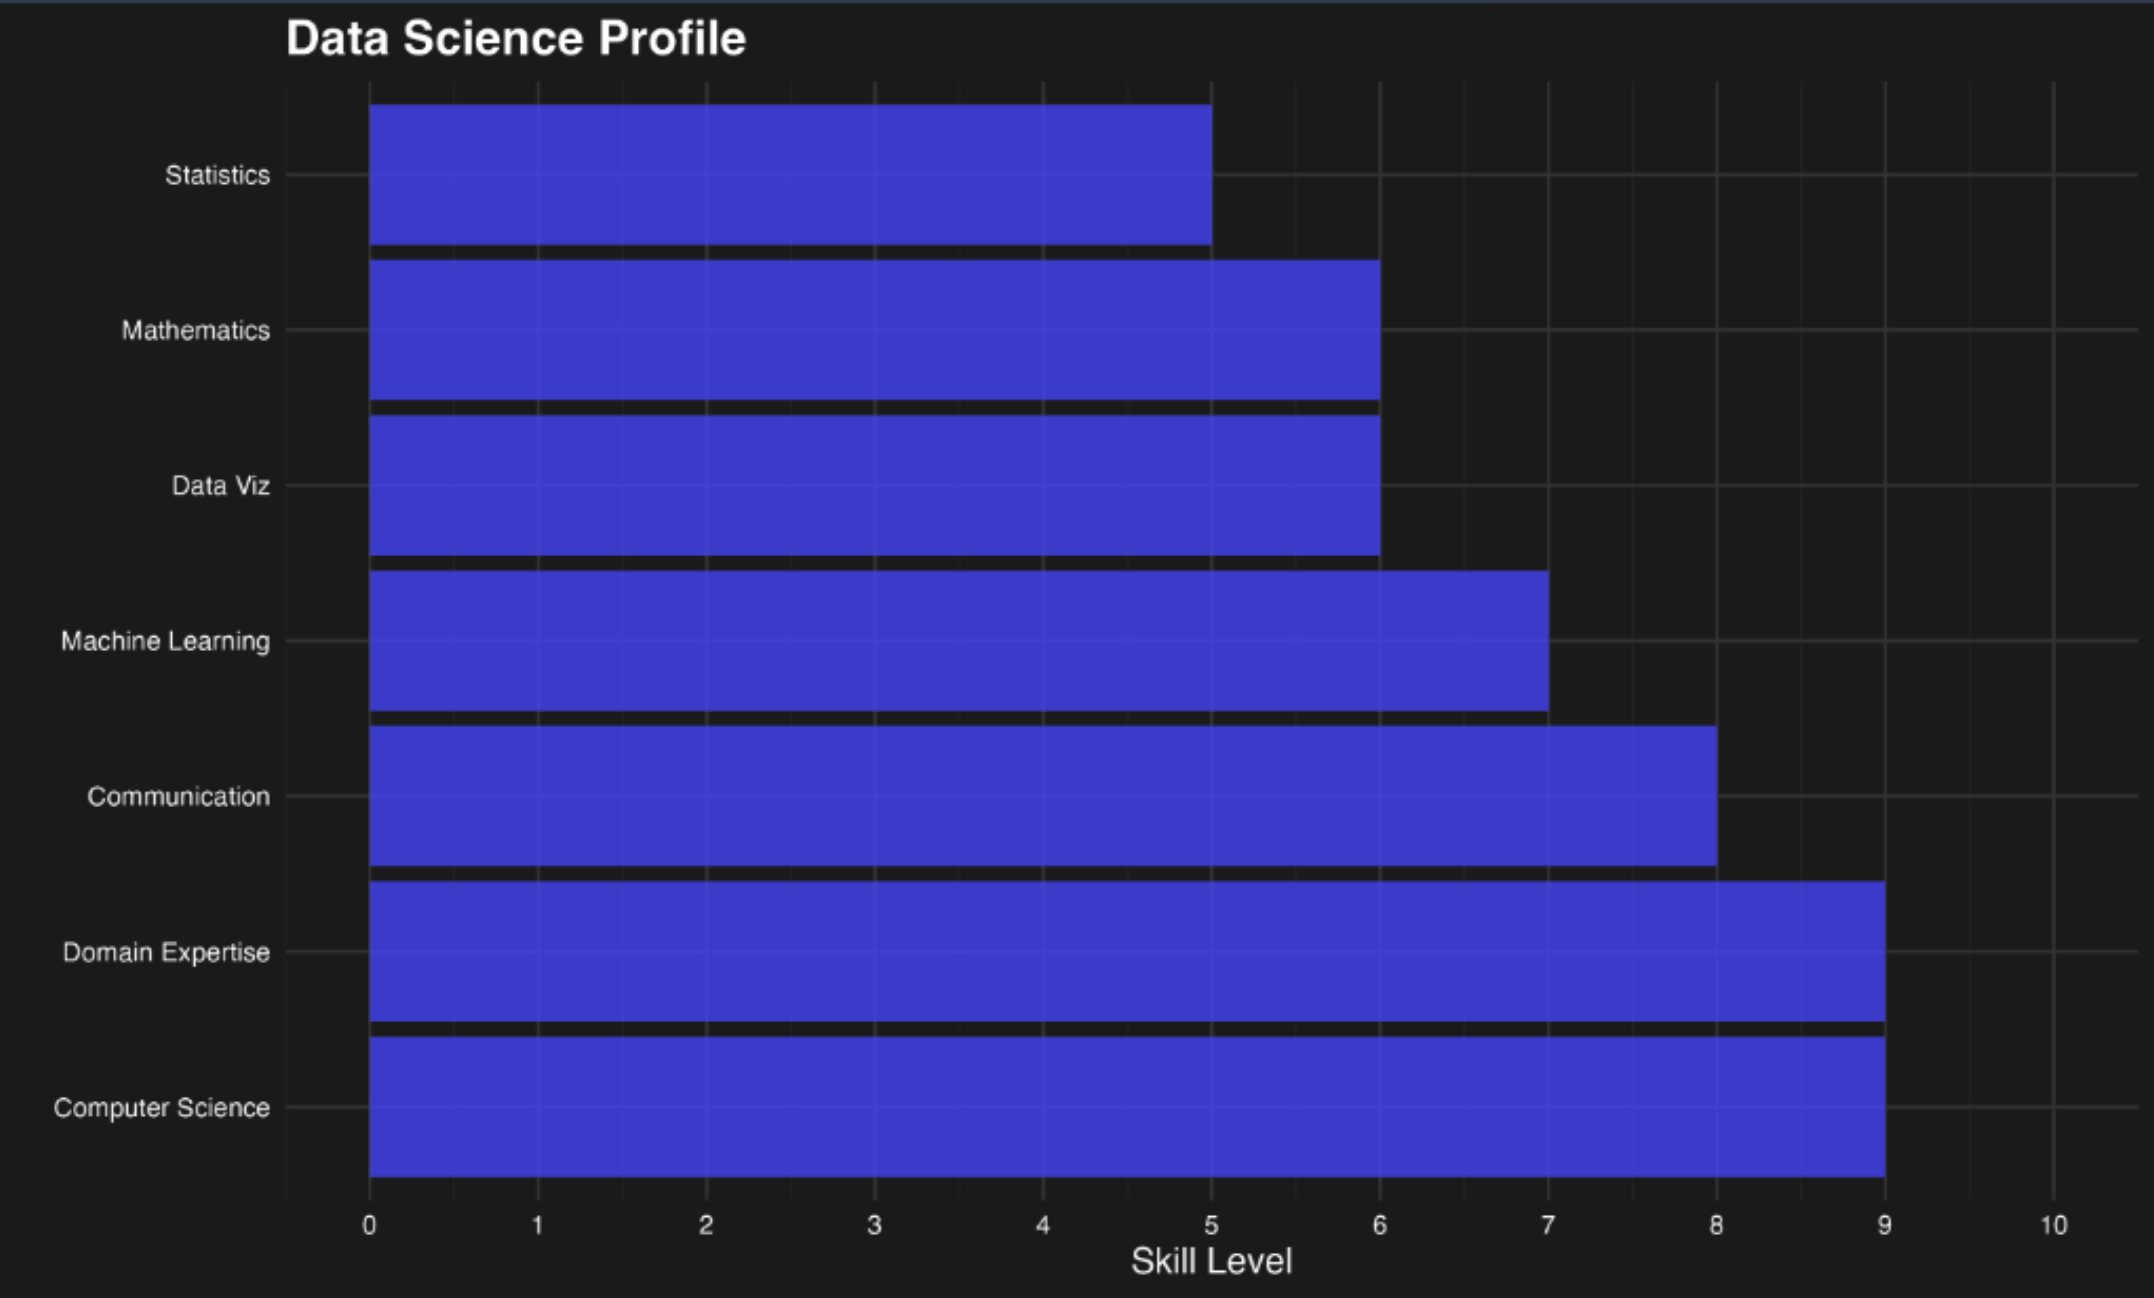 Data Science Profile
Statistics
Mathematics
Data Viz
Machine Learning
Communication
Domain Expertise
Computer Science
0 1 2 3 4 5 6 7 8 9 10
Skill Level